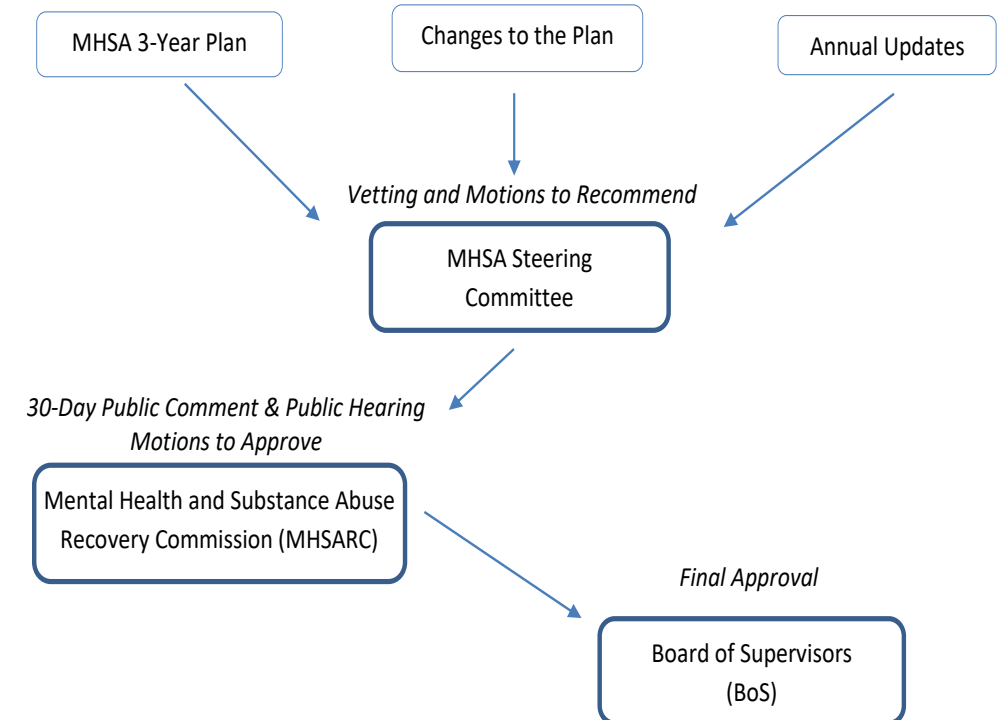 MHSA 3-Year Plan
Changes to the Plan
Annual Updates
Vetting and Motions to Recommend
MHSA Steering
Committee
30-Day Public Comment & Public Hearing
Motions to Approve
Mental Health and Substance Abuse
Recovery Commission (MHSARC)
Final Approval
Board of Supervisors
(BoS)